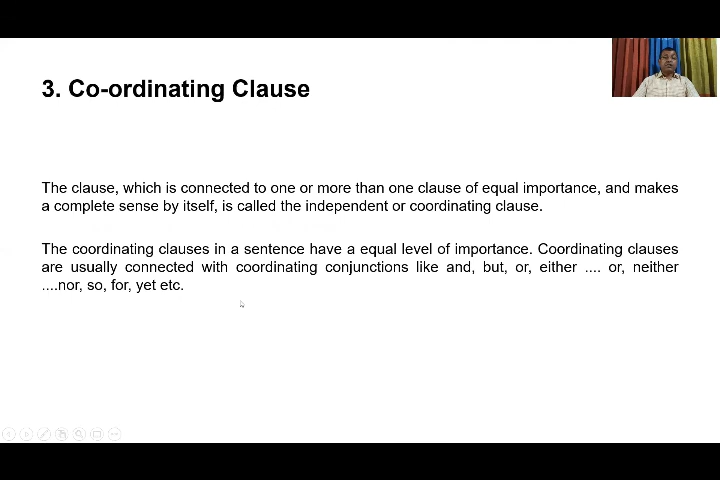 3. Co-ordinating Clause
The clause, which is connected to one or more than one clause of equal importance, and makes
a complete sense by itself, is called the independent or coordinating clause.
The coordinating clauses in a sentence have a equal level of importance. Coordinating clauses
are usually connected with coordinating conjunctions like and, but, or, either .... or, neither
....nor, so, for, yet etc.